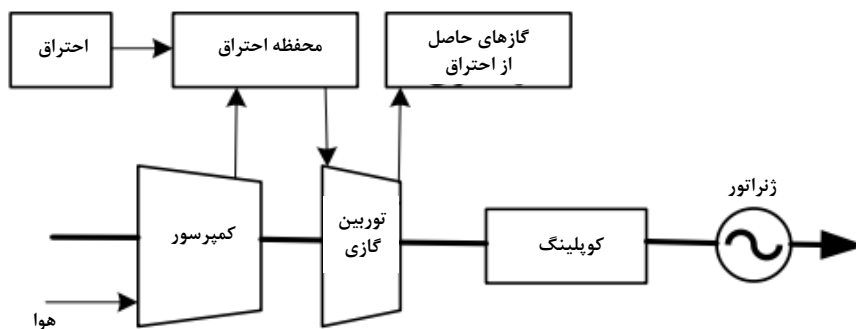 احتراق
محفظه احتراق
گازهای حاصل
از احتراق
ژنراتور
کمپرسور
توربین
گازی
کوپلینگ
هوا